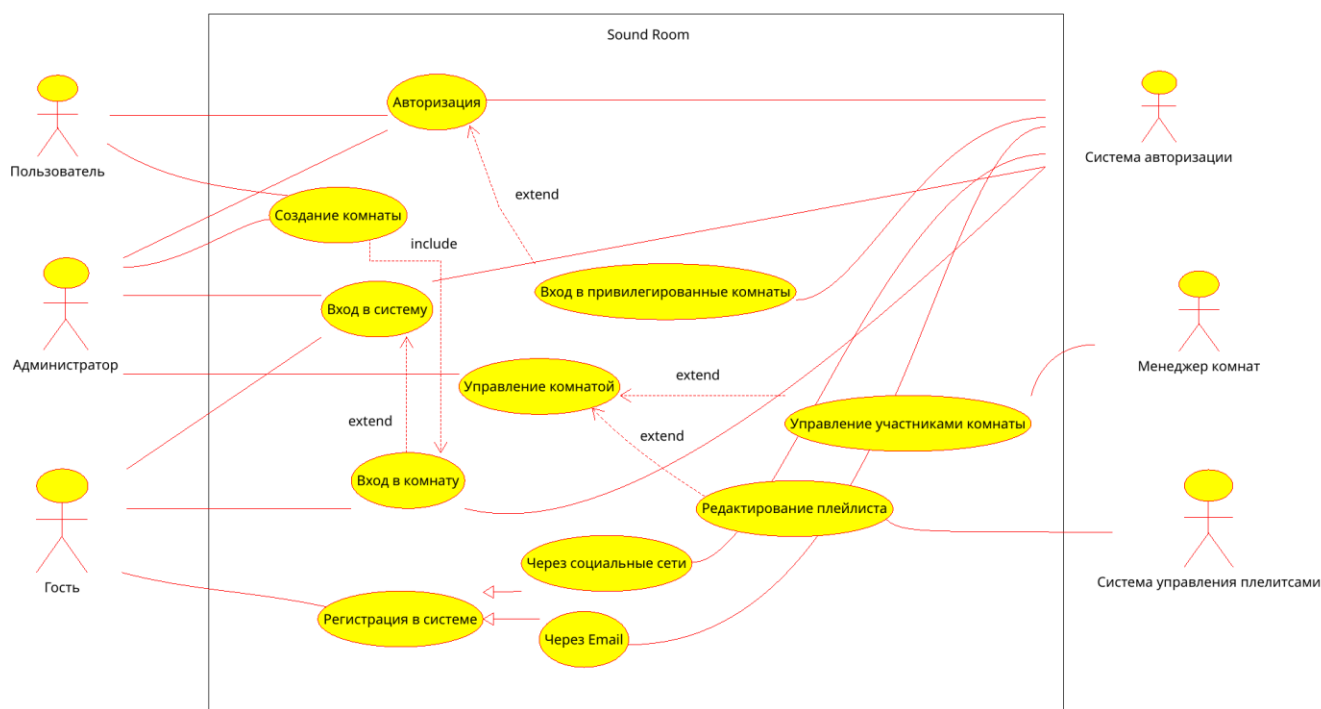 Sound Room
Авторизация
Пользователь
Система авторизации
extend
Создание комнаты
include
Вход в привилегированные комнаты
Вход в систему
Администратор
Менеджер комнат
extend
Управление комнатой
extend
Управление участниками комнаты
extend
Вход в комнату
Редактирование плейлиста
Через социальные сети
Гость
Система управления плелитсами
Регистрация в системе
Через Email